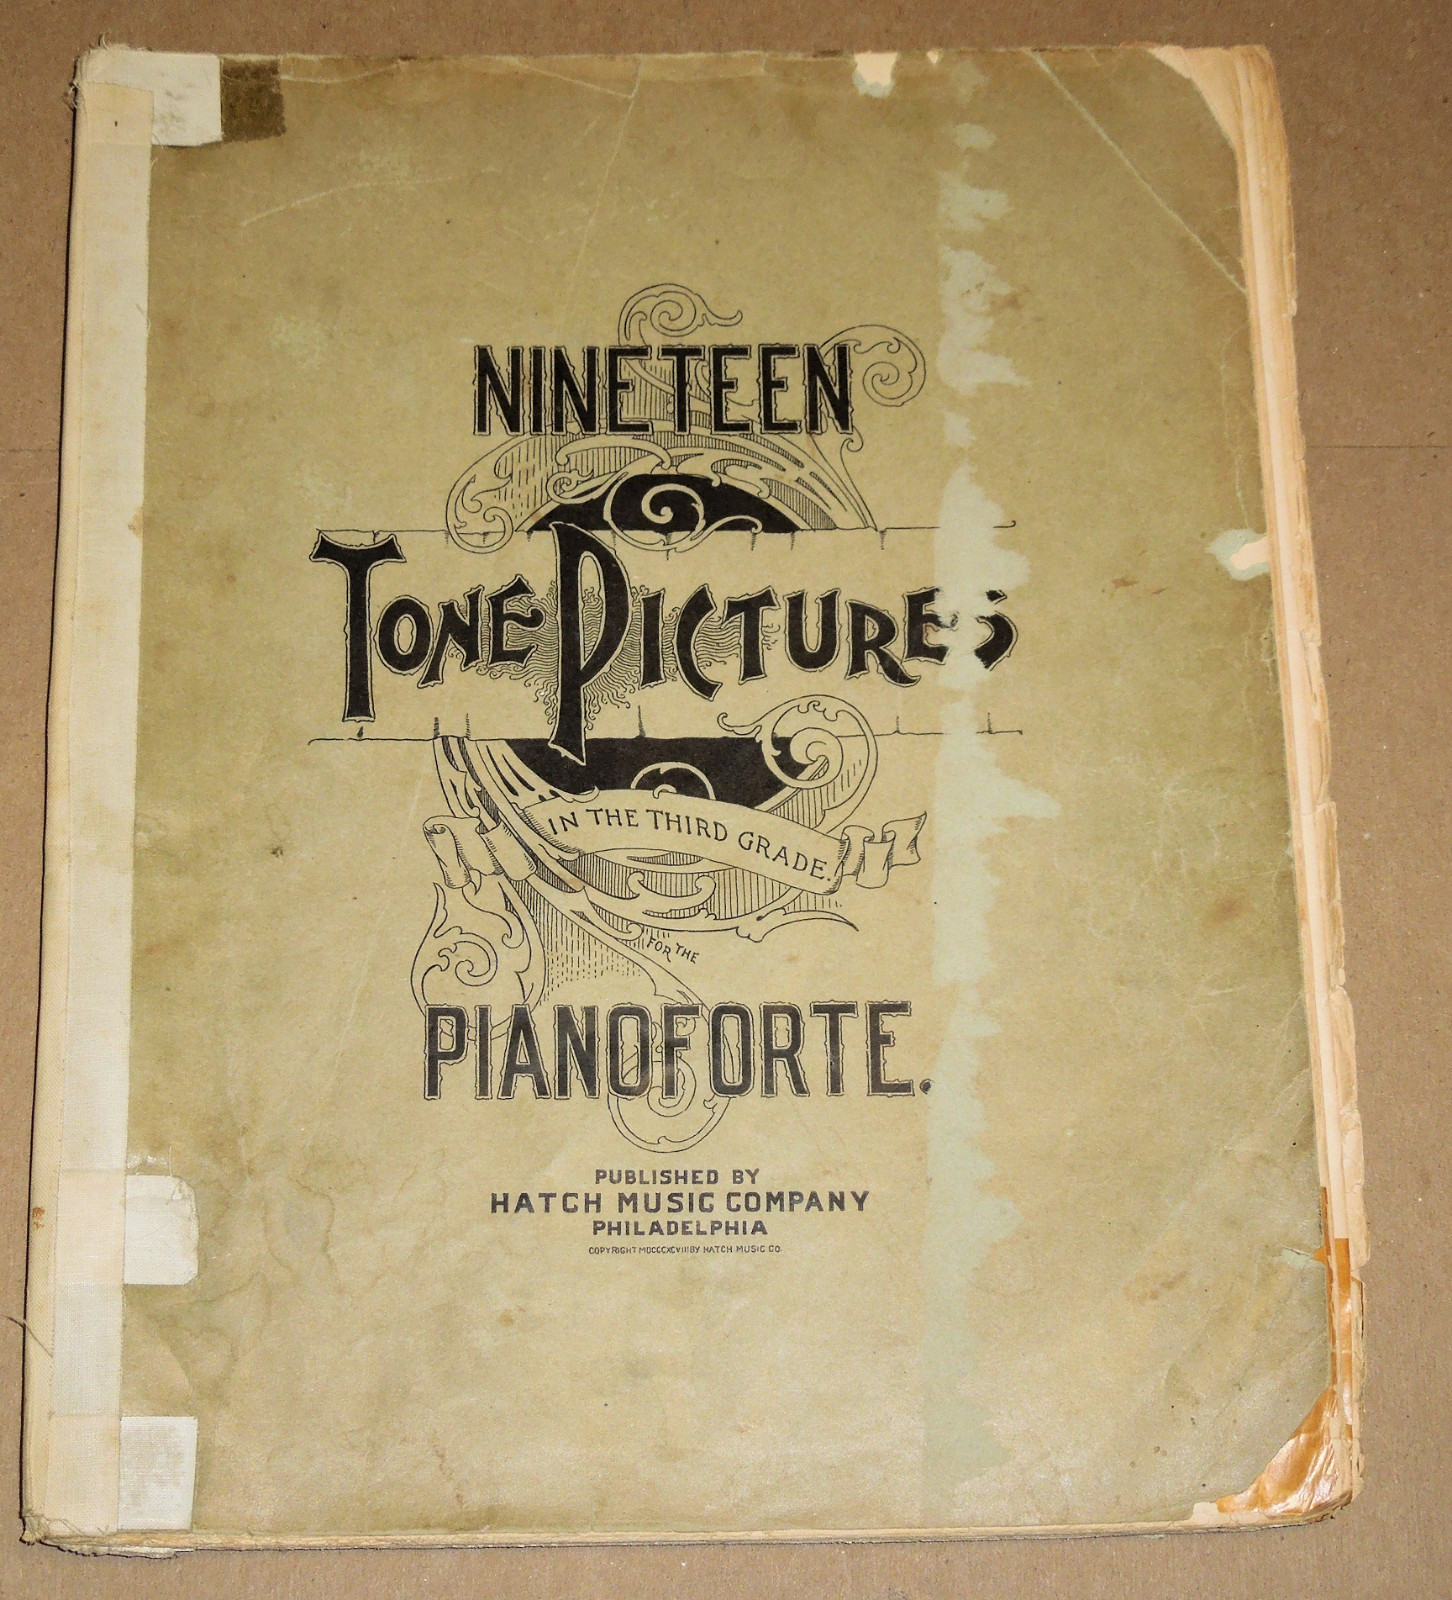 NINETEEN
TONE PICTURES
IN THE THIRD GRADE.
FOR THE
PIANOFORTE.
PUBLISHED BY
HATCH MUSIC COMPANY
PHILADELPHIA
COPYRIGHT MDCCCXCVIII BY HATCH MUSIC CO.